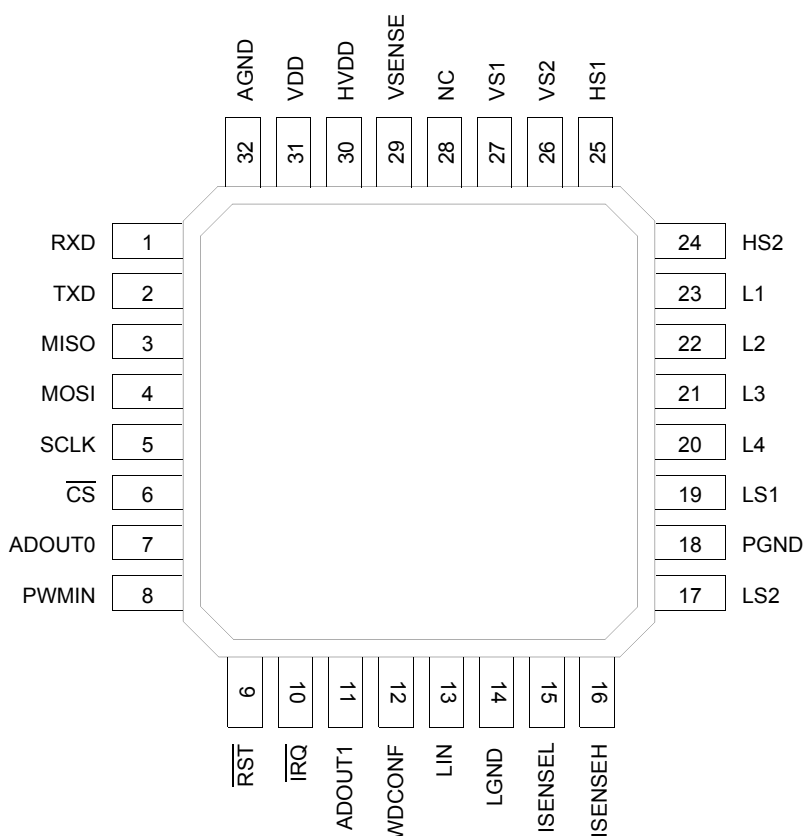 AGND VDD HVDD VSENSE NC VS1 VS2 HS1
32 31 30 29 28 27 26 25
RXD 1 24 HS2
TXD 2 23 L1
MISO 3 22 L2
MOSI 4 21 L3
SCLK 5 20 L4
C̅S̅ 6 19 LS1
ADOUT0 7 18 PGND
PWMIN 8 17 LS2
9 10 11 12 13 14 15 16
R̅S̅T̅ I̅R̅Q̅ ADOUT1 WDCONF LIN LGND ISENSEL ISENSEH